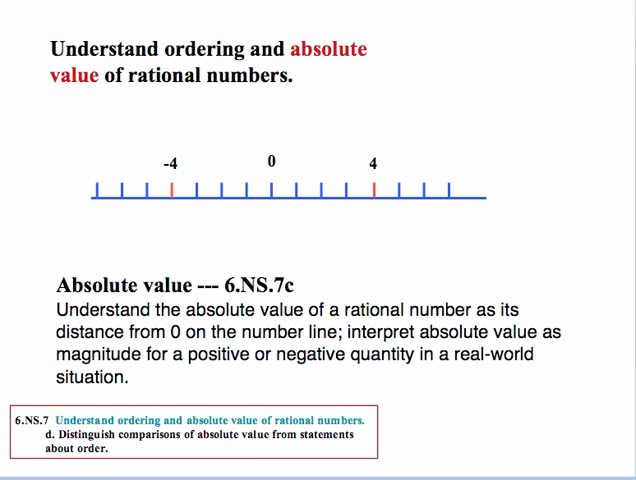 Understand ordering and absolute
value of rational numbers.
-4 0 4
Absolute value --- 6.NS.7c
Understand the absolute value of a rational number as its
distance from 0 on the number line; interpret absolute value as
magnitude for a positive or negative quantity in a real-world
situation.
6.NS.7 Understand ordering and absolute value of rational numbers.
d. Distinguish comparisons of absolute value from statements
about order.